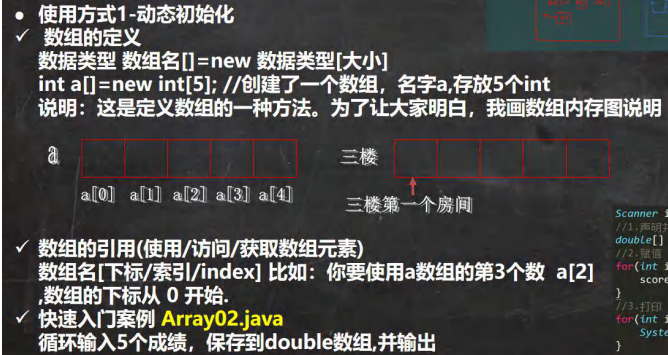 ● 使用方式1-动态初始化
✓ 数组的定义
数据类型 数组名[]=new 数据类型[大小]
int a[]=new int[5]; //创建了一个数组，名字a,存放5个int
说明：这是定义数组的一种方法。为了让大家明白，我画数组内存图说明
a
三楼
a[0] a[1] a[2] a[3] a[4]
三楼第一个房间
✓ 数组的引用(使用/访问/获取数组元素)
数组名[下标/索引/index] 比如：你要使用a数组的第3个数 a[2]
,数组的下标从 0 开始.
✓ 快速入门案例 Array02.java
循环输入5个成绩，保存到double数组,并输出
Scanner
//1.声明
double[]
//2.赋值
for(int
score
}
//3.打印
for(int
Syste
}